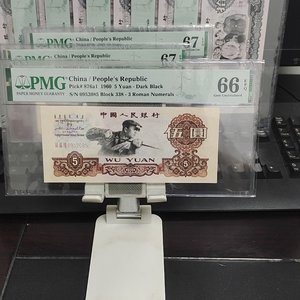 PMG China / People's Republic 67
PMG China / People's Republic 67
PMG
PAPER MONEY GUARANTY
China / People's Republic
Pick# 876a1 1960 5 Yuan - Dark Black
S/N 6953985 Block 338 - 3 Roman Numerals
66 EPQ
Gem Uncirculated
中国人民银行
伍圆
5 WU YUAN 5